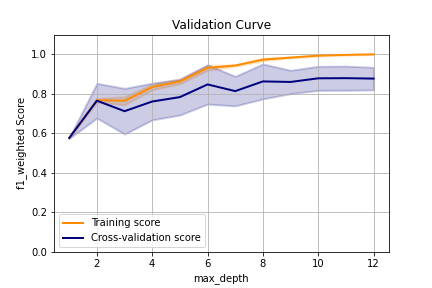 Validation Curve
1.0
0.8
0.6
0.4
0.2
0.0
f1_weighted Score
Training score
Cross-validation score
2 4 6 8 10 12
max_depth